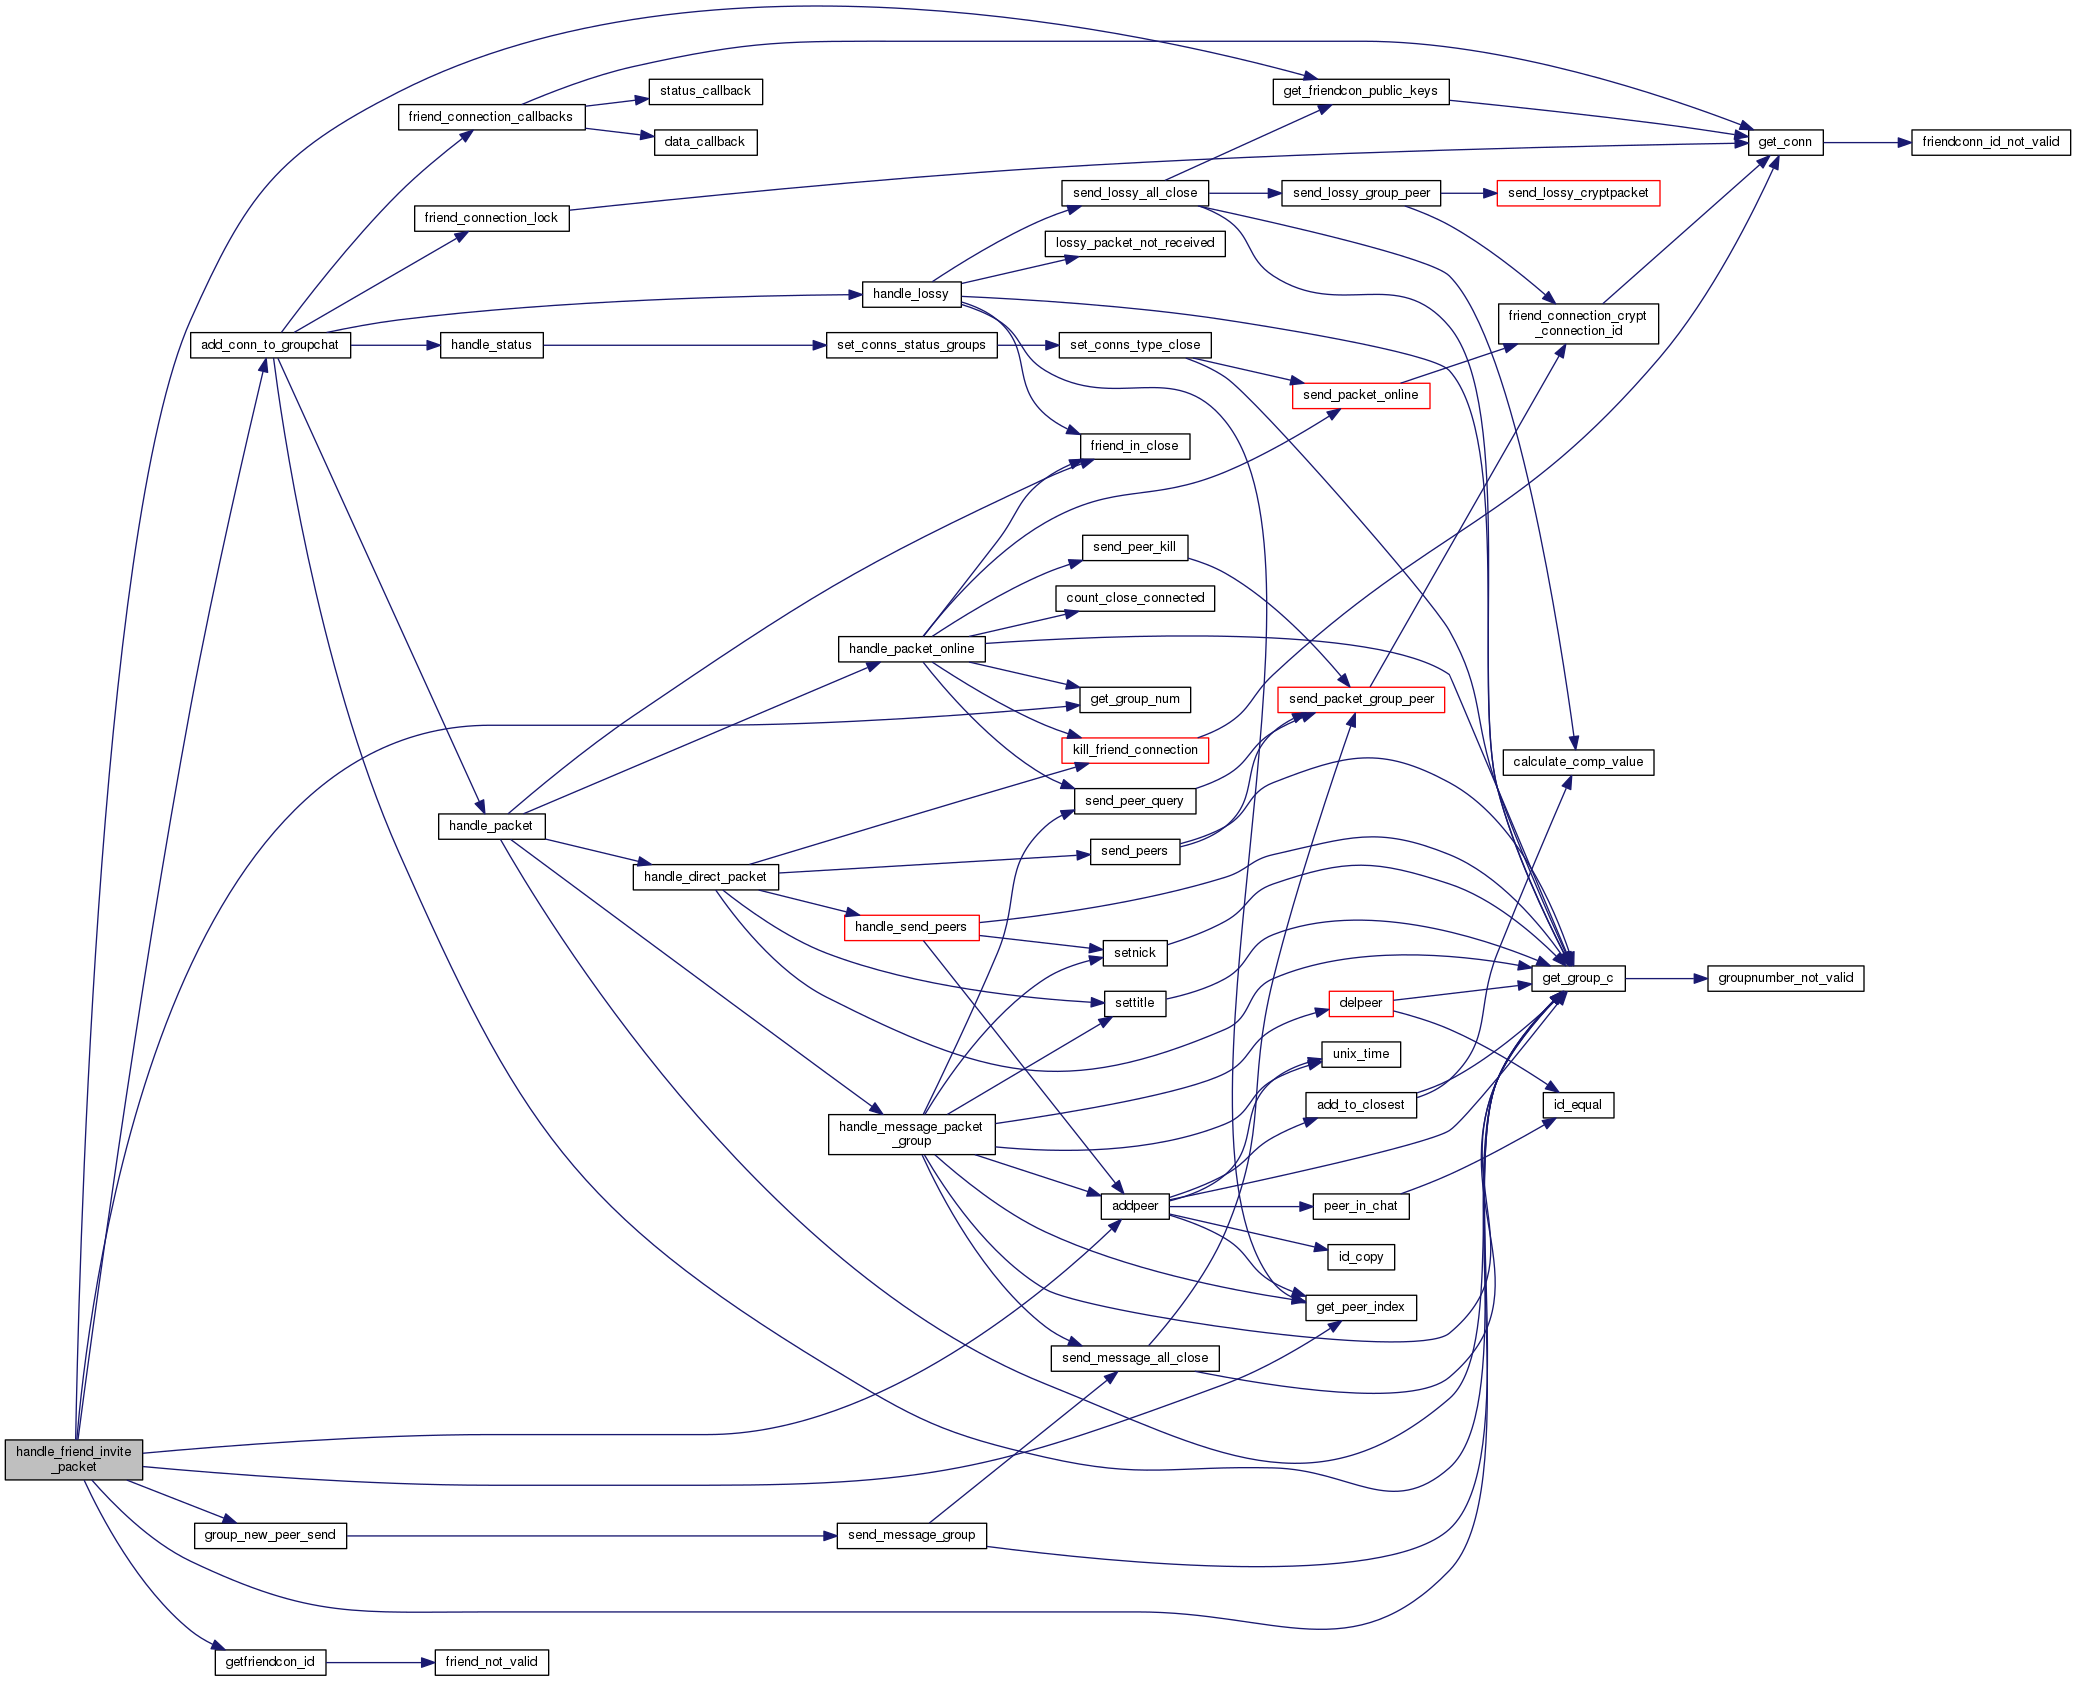 get_friendcon_public_keys
status_callback
friend_connection_callbacks
data_callback
get_conn
friendconn_id_not_valid
send_lossy_all_close
send_lossy_group_peer
send_lossy_cryptpacket
friend_connection_lock
lossy_packet_not_received
handle_lossy
friend_connection_crypt
_connection_id
add_conn_to_groupchat
handle_status
set_conns_status_groups
set_conns_type_close
send_packet_online
friend_in_close
send_peer_kill
count_close_connected
handle_packet_online
get_group_num
send_packet_group_peer
kill_friend_connection
calculate_comp_value
send_peer_query
handle_packet
send_peers
handle_direct_packet
handle_send_peers
setnick
get_group_c
groupnumber_not_valid
settitle
delpeer
unix_time
add_to_closest
id_equal
handle_message_packet
_group
addpeer
peer_in_chat
id_copy
get_peer_index
send_message_all_close
handle_friend_invite
_packet
group_new_peer_send
send_message_group
getfriendcon_id
friend_not_valid